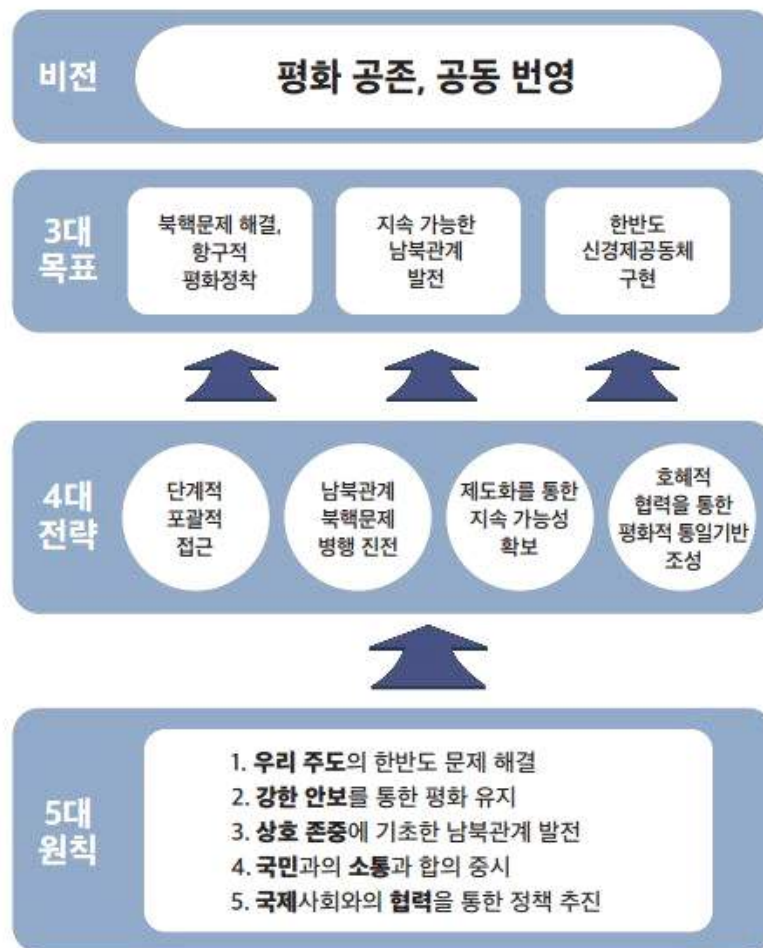 비전
평화 공존, 공동 번영
3대
목표
북핵문제 해결,
항구적
평화정착
지속 가능한
남북관계
발전
한반도
신경제공동체
구현
4대
전략
단계적
포괄적
접근
남북관계
북핵문제
병행 진전
제도화를 통한
지속 가능성
확보
호혜적
협력을 통한
평화적 통일기반
조성
5대
원칙
1. 우리 주도의 한반도 문제 해결
2. 강한 안보를 통한 평화 유지
3. 상호 존중에 기초한 남북관계 발전
4. 국민과의 소통과 합의 중시
5. 국제사회와의 협력을 통한 정책 추진